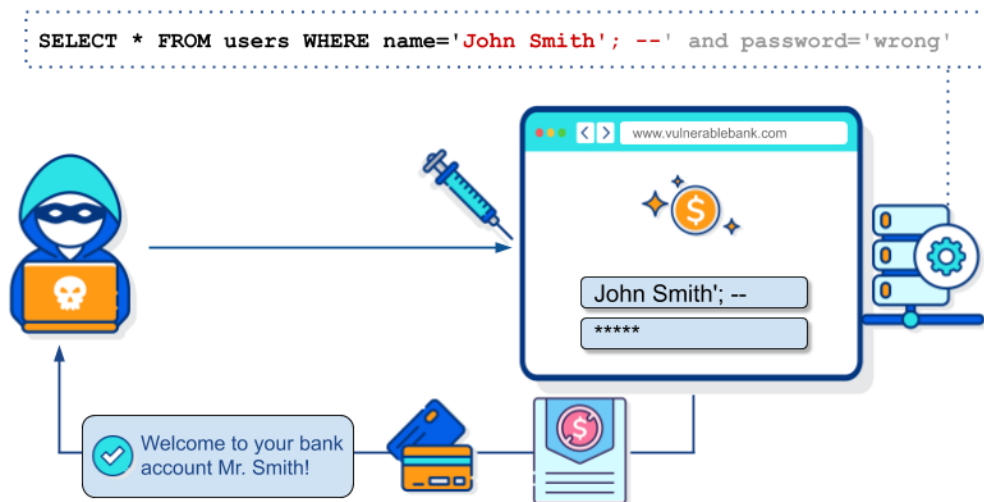 SELECT * FROM users WHERE name='John Smith'; --' and password='wrong'
www.vulnerablebank.com
$
John Smith'; --
*****
$
Welcome to your bank
account Mr. Smith!